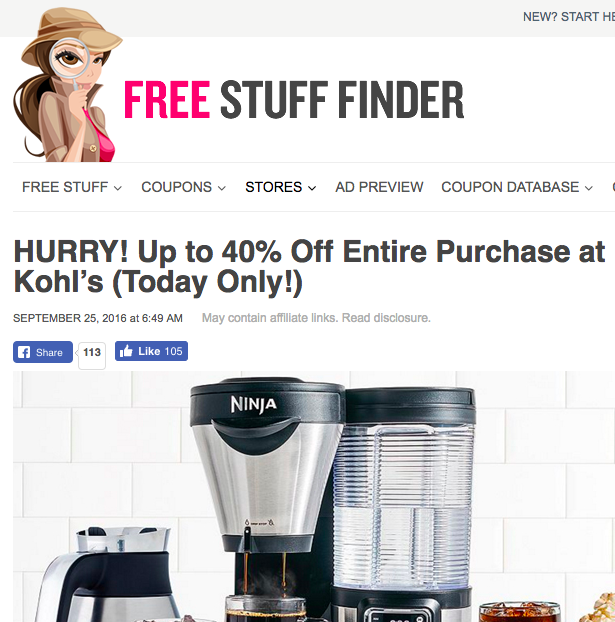 NEW? START HE
FREE STUFF FINDER
FREE STUFF COUPONS STORES AD PREVIEW COUPON DATABASE
HURRY! Up to 40% Off Entire Purchase at
Kohl's (Today Only!)
SEPTEMBER 25, 2016 at 6:49 AM May contain affiliate links. Read disclosure.
Share 113 Like 105
NINJA